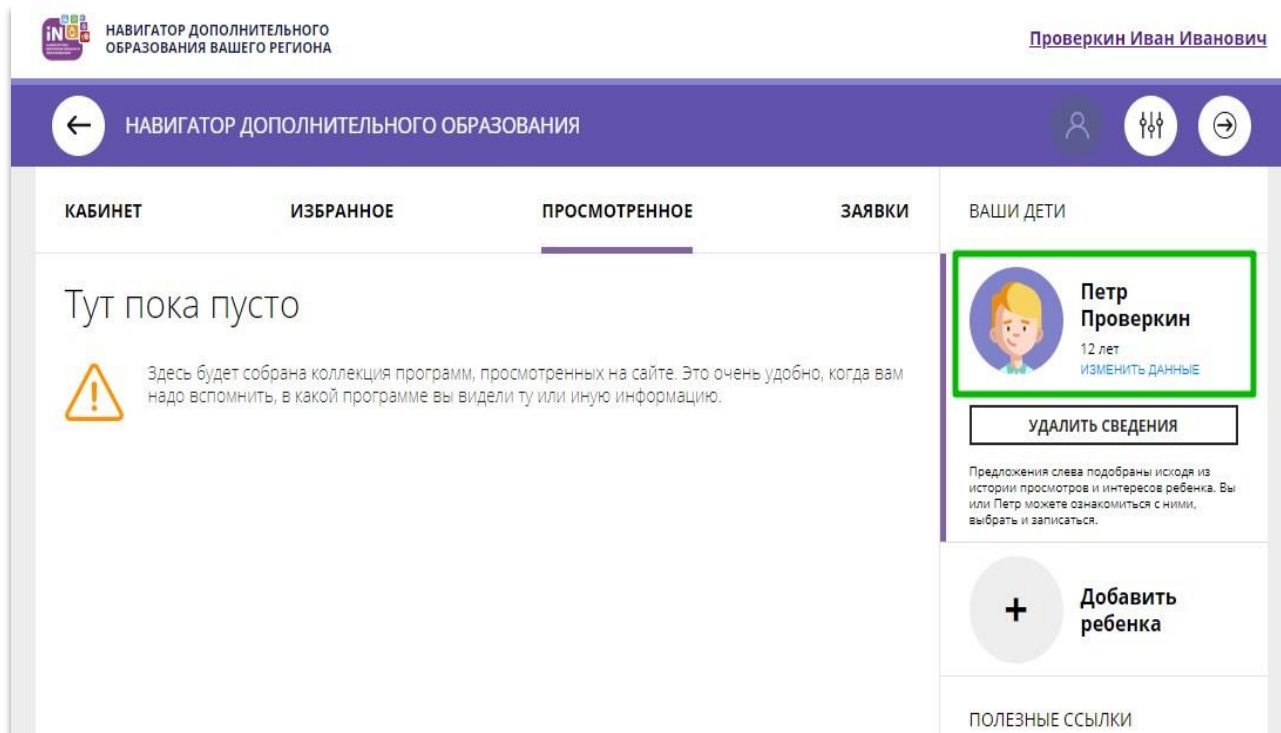 iN
НАВИГАТОР ДОПОЛНИТЕЛЬНОГО
ОБРАЗОВАНИЯ ВАШЕГО РЕГИОНА
Проверкин Иван Иванович
НАВИГАТОР ДОПОЛНИТЕЛЬНОГО ОБРАЗОВАНИЯ
КАБИНЕТ
ИЗБРАННОЕ
ПРОСМОТРЕННОЕ
ЗАЯВКИ
Тут пока пусто
Здесь будет собрана коллекция программ, просмотренных на сайте. Это очень удобно, когда вам
надо вспомнить, в какой программе вы видели ту или иную информацию.
ВАШИ ДЕТИ
Петр
Проверкин
12 лет
ИЗМЕНИТЬ ДАННЫЕ
УДАЛИТЬ СВЕДЕНИЯ
Предложения слева подобраны исходя из
истории просмотров и интересов ребенка. Вы
или Петр можете ознакомиться с ними,
выбрать и записаться.
Добавить
ребенка
ПОЛЕЗНЫЕ ССЫЛКИ